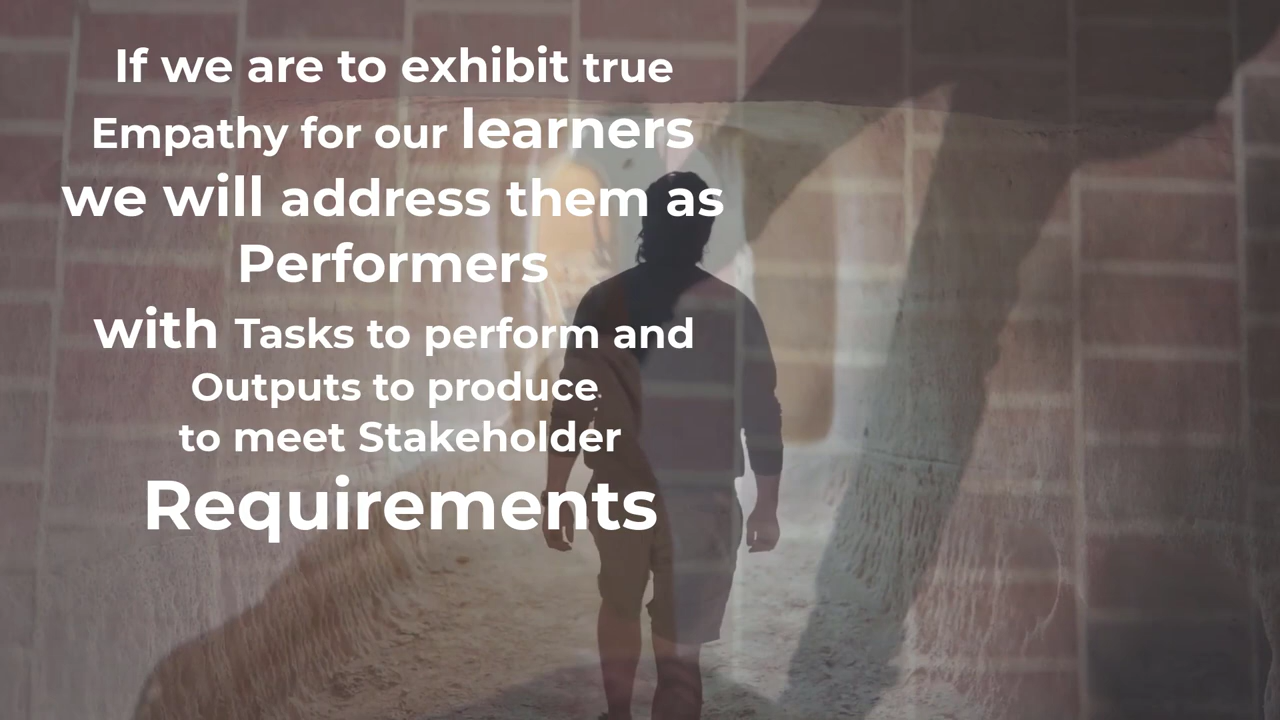 If we are to exhibit true
Empathy for our learners
we will address them as
Performers
with Tasks to perform and
Outputs to produce
to meet Stakeholder
Requirements